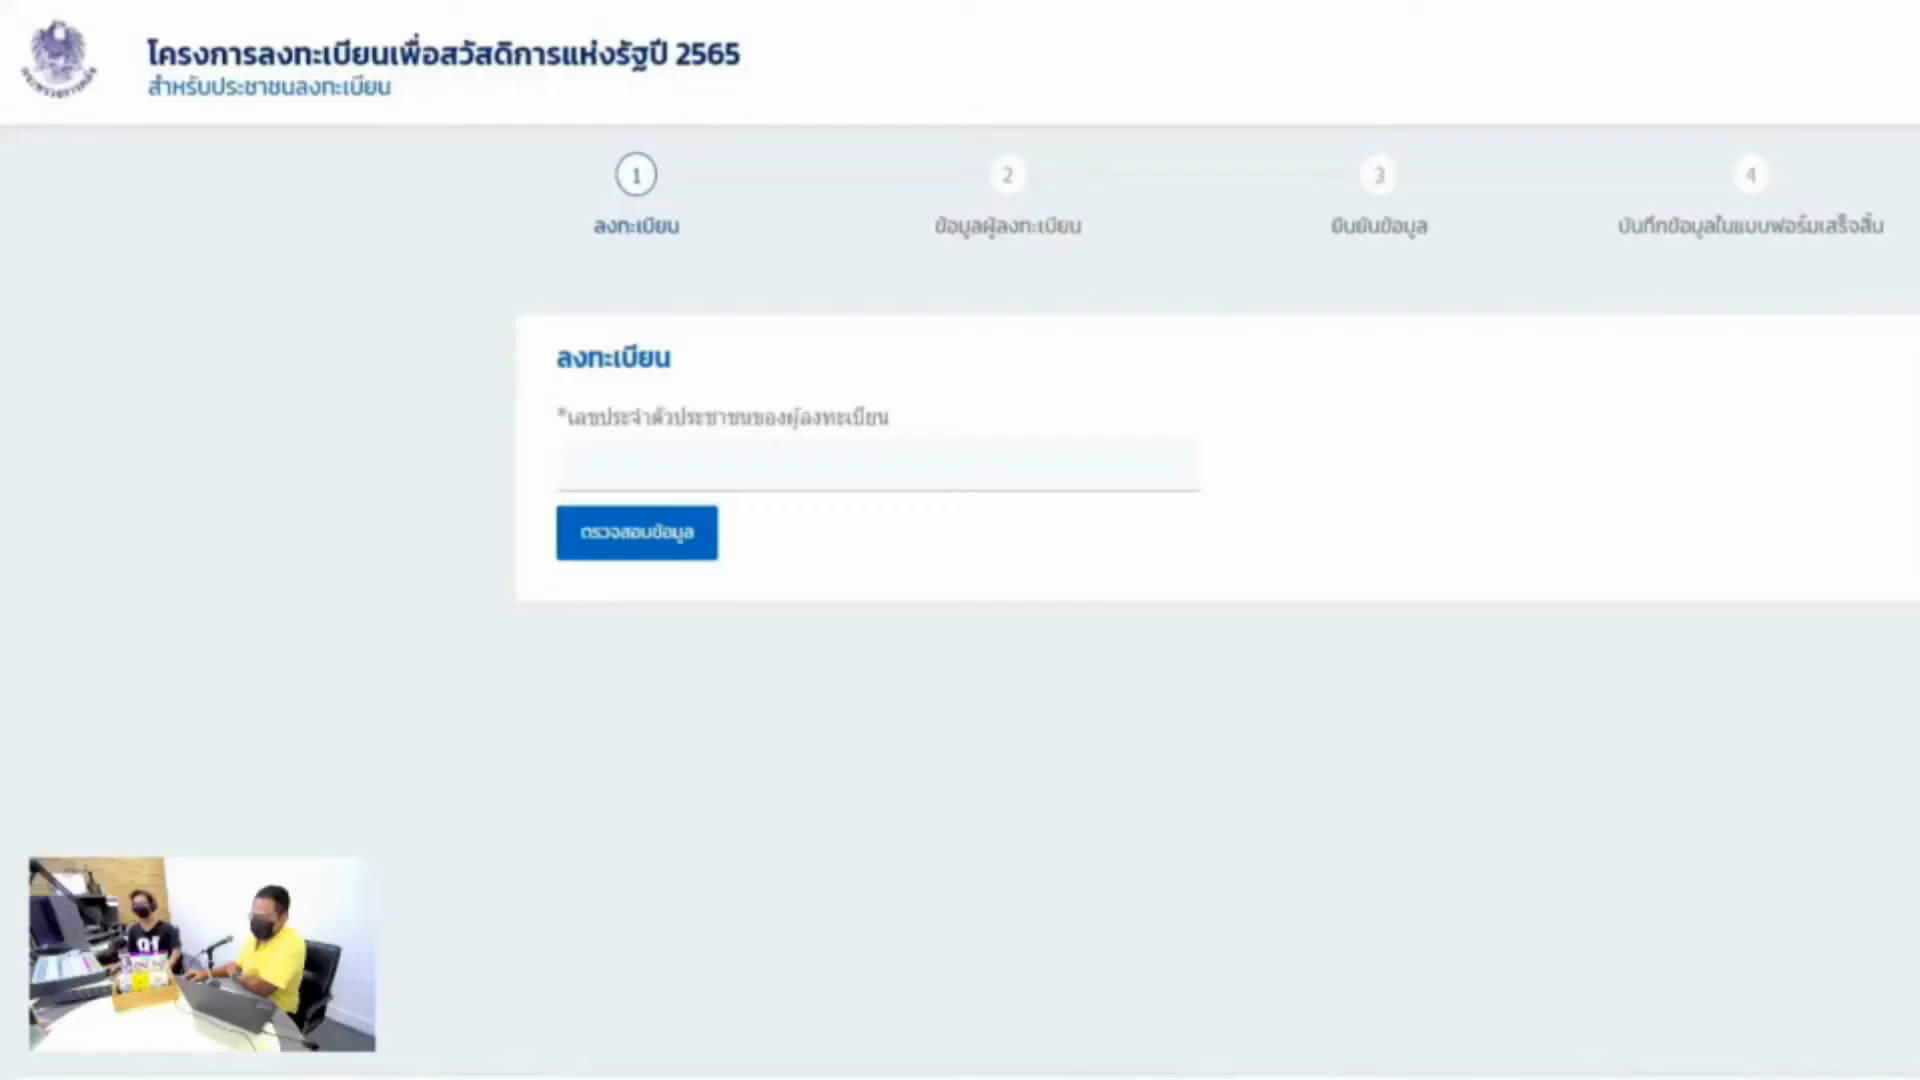 โครงการลงทะเบียนเพื่อสวัสดิการแห่งรัฐปี 2565
สำหรับประชาชนลงทะเบียน
1
2
3
4
ลงทะเบียน
ข้อมูลผู้ลงทะเบียน
ยืนยันข้อมูล
บันทึกข้อมูลในแบบฟอร์มเสร็จสิ้น
ลงทะเบียน
*เลขประจำตัวประชาชนของผู้ลงทะเบียน
ตรวจสอบข้อมูล